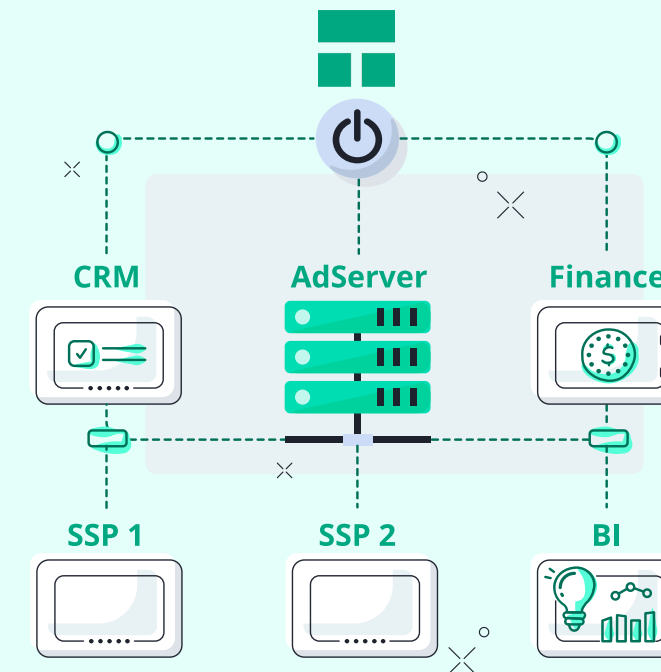 CRM
AdServer
Finance
SSP 1
SSP 2
BI